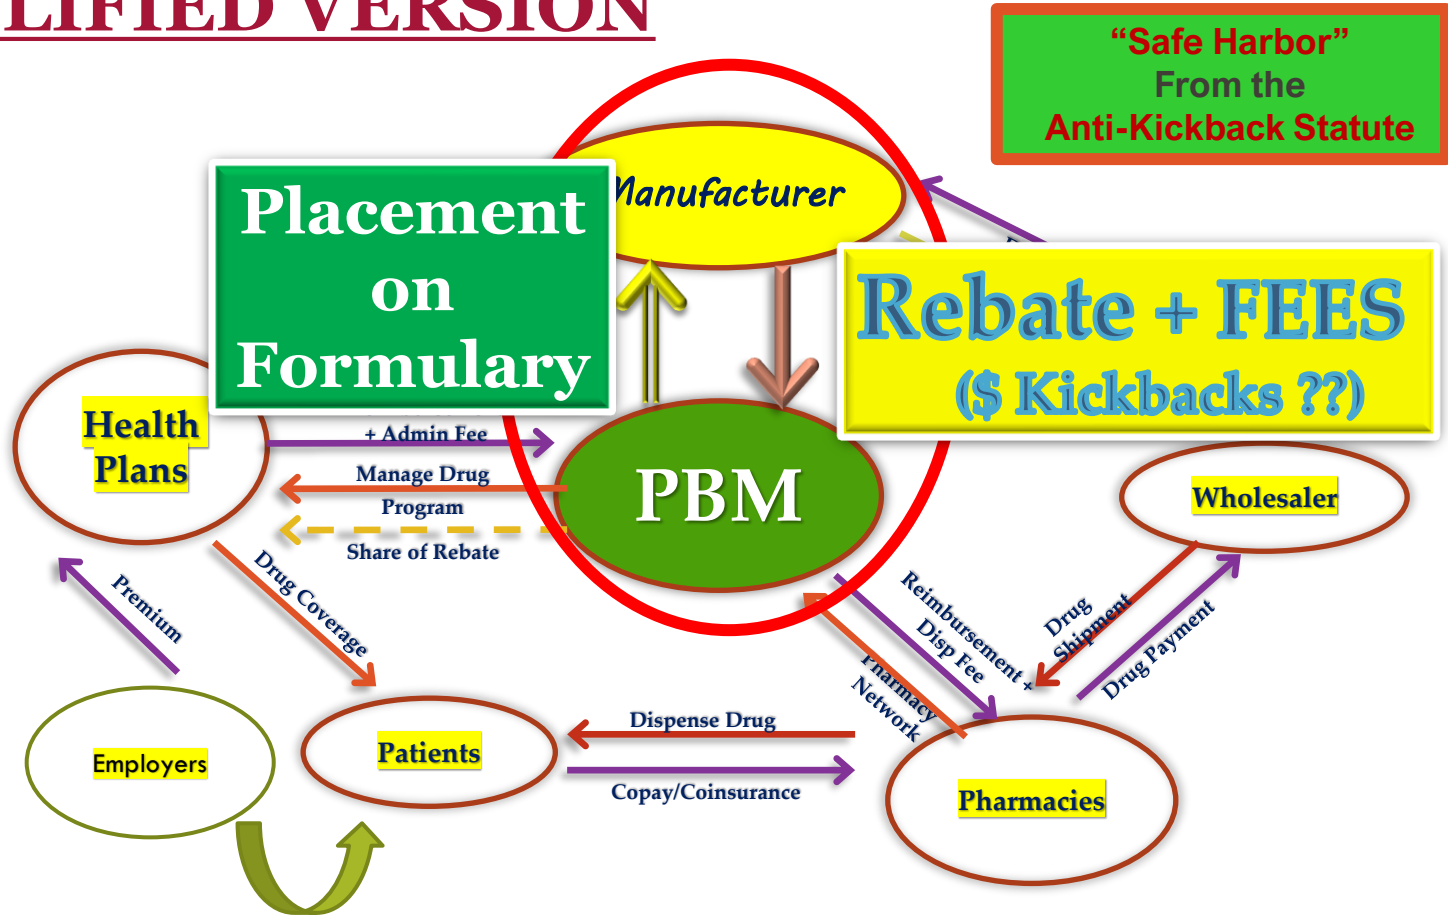 LIFIED VERSION
“Safe Harbor”
From the
Anti-Kickback Statute
Manufacturer
Placement
on
Formulary
Rebate + FEES
($ Kickbacks ??)
Health
Plans
+ Admin Fee
Manage Drug
Program
Share of Rebate
PBM
Wholesaler
Premium
Drug Coverage
Reimbursement +
Disp Fee
Pharmacy
Network
Drug
Shipment
Drug Payment
Employers
Patients
Dispense Drug
Copay/Coinsurance
Pharmacies